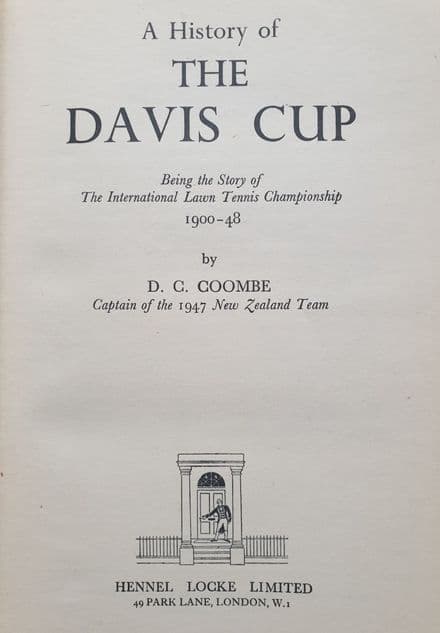 A History of
THE
DAVIS CUP
Being the Story of
The International Lawn Tennis Championship
1900–48
by
D. C. COOMBE
Captain of the 1947 New Zealand Team
HENNEL LOCKE LIMITED
49 PARK LANE, LONDON, W.1